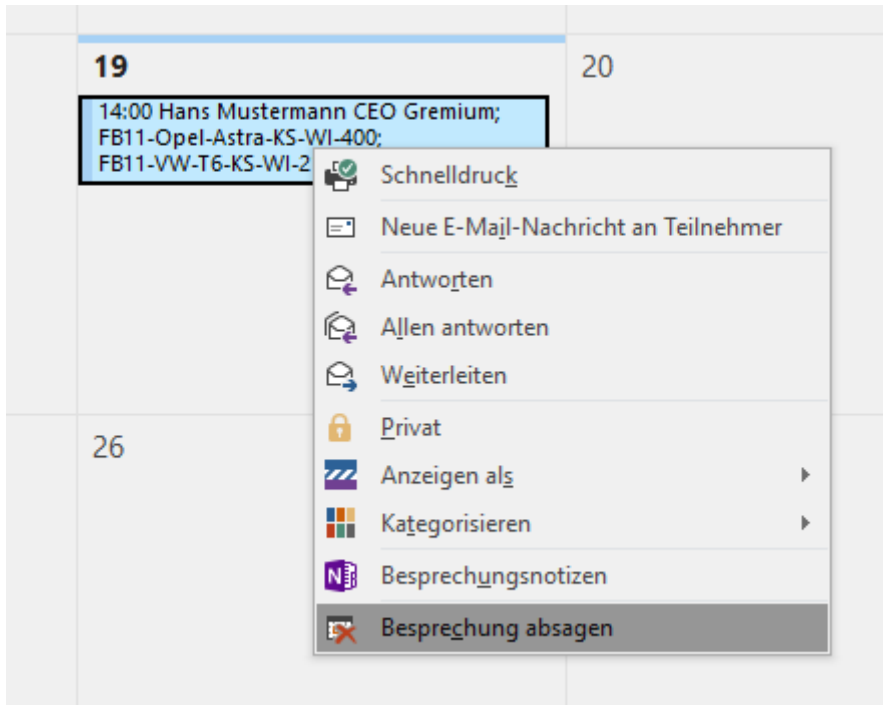 19
20
14:00 Hans Mustermann CEO Gremium;
FB11-Opel-Astra-KS-WI-400;
FB11-VW-T6-KS-WI-2
Schnelldruck
Neue E-Mail-Nachricht an Teilnehmer
Antworten
Allen antworten
Weiterleiten
Privat
26
Anzeigen als
Kategorisieren
Besprechungsnotizen
Besprechung absagen